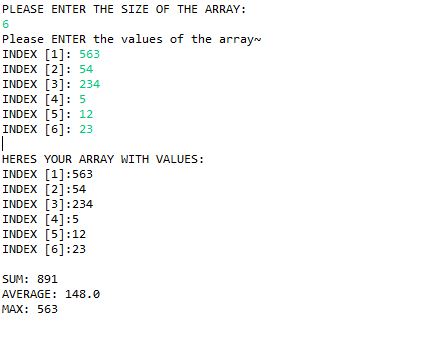 PLEASE ENTER THE SIZE OF THE ARRAY:
6
Please ENTER the values of the array~
INDEX [1]: 563
INDEX [2]: 54
INDEX [3]: 234
INDEX [4]: 5
INDEX [5]: 12
INDEX [6]: 23
HERES YOUR ARRAY WITH VALUES:
INDEX [1]:563
INDEX [2]:54
INDEX [3]:234
INDEX [4]:5
INDEX [5]:12
INDEX [6]:23
SUM: 891
AVERAGE: 148.0
MAX: 563